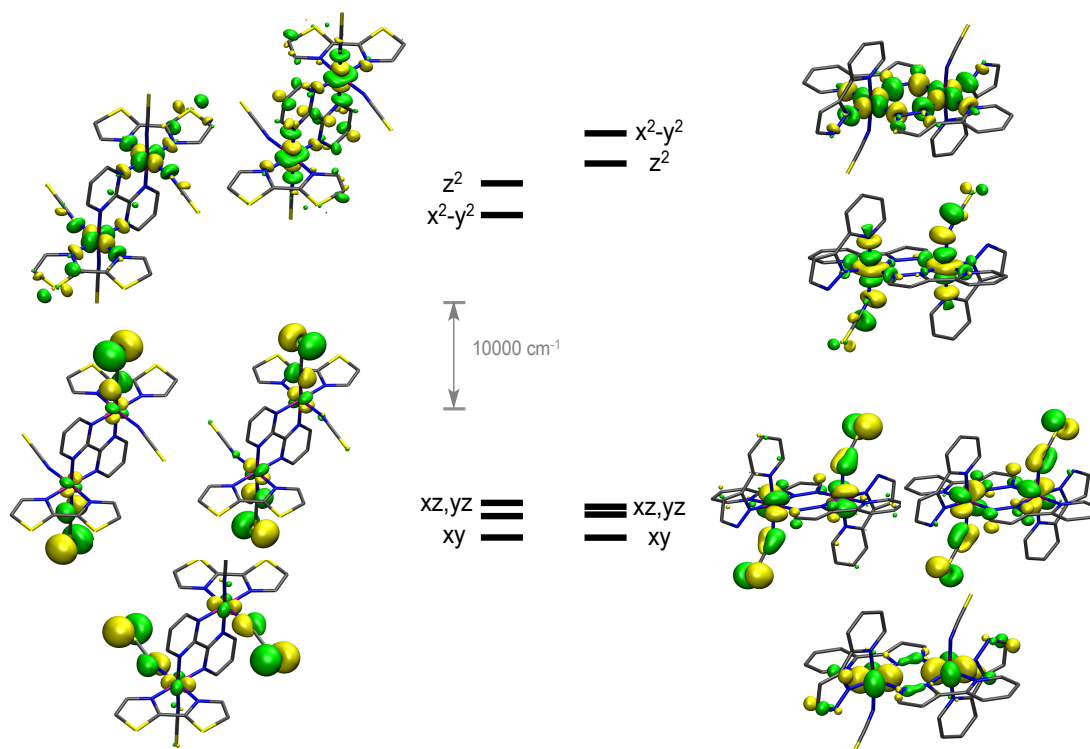 x²-y²
z²
z²
x²-y²
10000 cm⁻¹
xz,yz
xz,yz
xy
xy